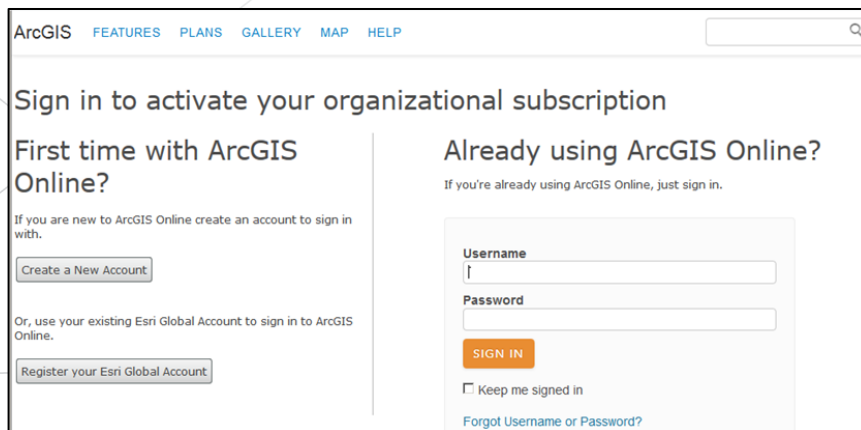 ArcGIS FEATURES PLANS GALLERY MAP HELP
Sign in to activate your organizational subscription
First time with ArcGIS
Online?
If you are new to ArcGIS Online create an account to sign in
with.
Create a New Account
Or, use your existing Esri Global Account to sign in to ArcGIS
Online.
Register your Esri Global Account
Already using ArcGIS Online?
If you're already using ArcGIS Online, just sign in.
Username
Password
SIGN IN
Keep me signed in
Forgot Username or Password?